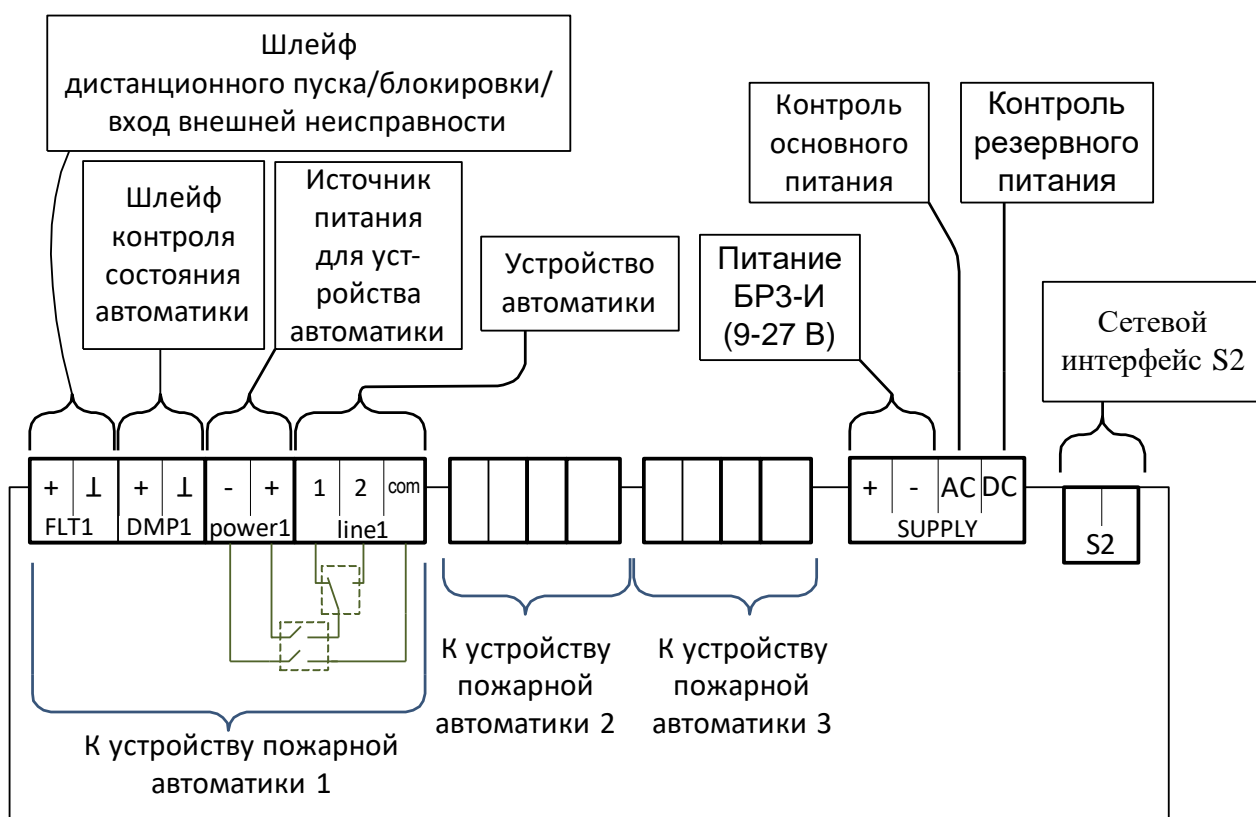 Шлейф
дистанционного пуска/блокировки/
вход внешней неисправности
Шлейф
контроля
состояния
автоматики
Источник
питания
для уст-
ройства
автоматики
Устройство
автоматики
Питание
БР3-И
(9-27 В)
Контроль
основного
питания
Контроль
резервного
питания
Сетевой
интерфейс S2
+ ⊥ + ⊥ - + 1 2 com
FLT1 DMP1 power1 line1
+ - AC DC
SUPPLY
S2
К устройству пожарной
автоматики 1
К устройству
пожарной
автоматики 2
К устройству
пожарной
автоматики 3